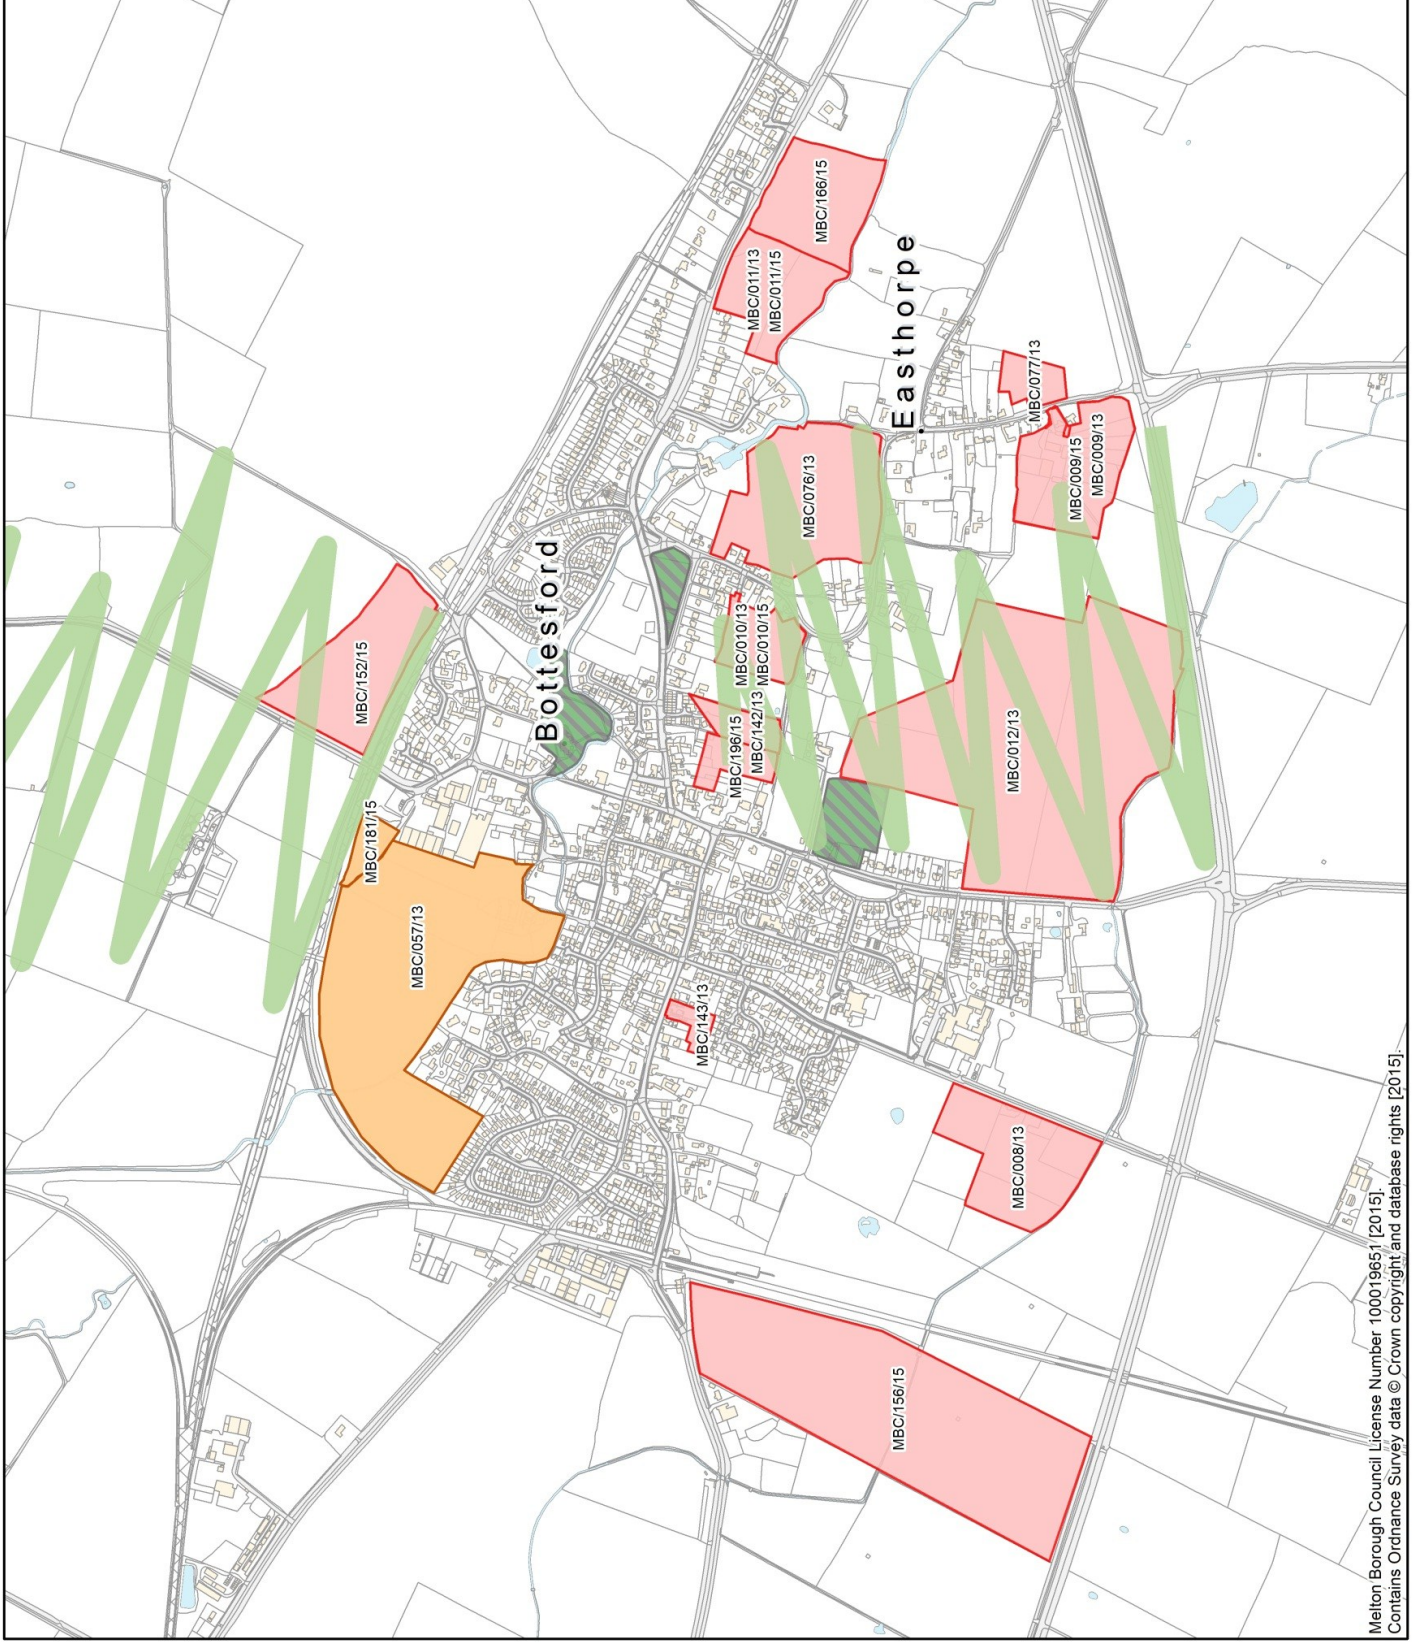 MBC/152/15
MBC/181/15
MBC/057/13
Bottesford
MBC/166/15
MBC/011/13
MBC/011/15
Easthorpe
MBC/077/13
MBC/009/15
MBC/009/13
MBC/076/13
MBC/010/13
MBC/010/15
MBC/196/15
MBC/142/13
MBC/012/13
MBC/143/13
MBC/008/13
MBC/156/15
Melton Borough Council License Number 100019651 [2015].
Contains Ordnance Survey data © Crown copyright and database rights [2015].